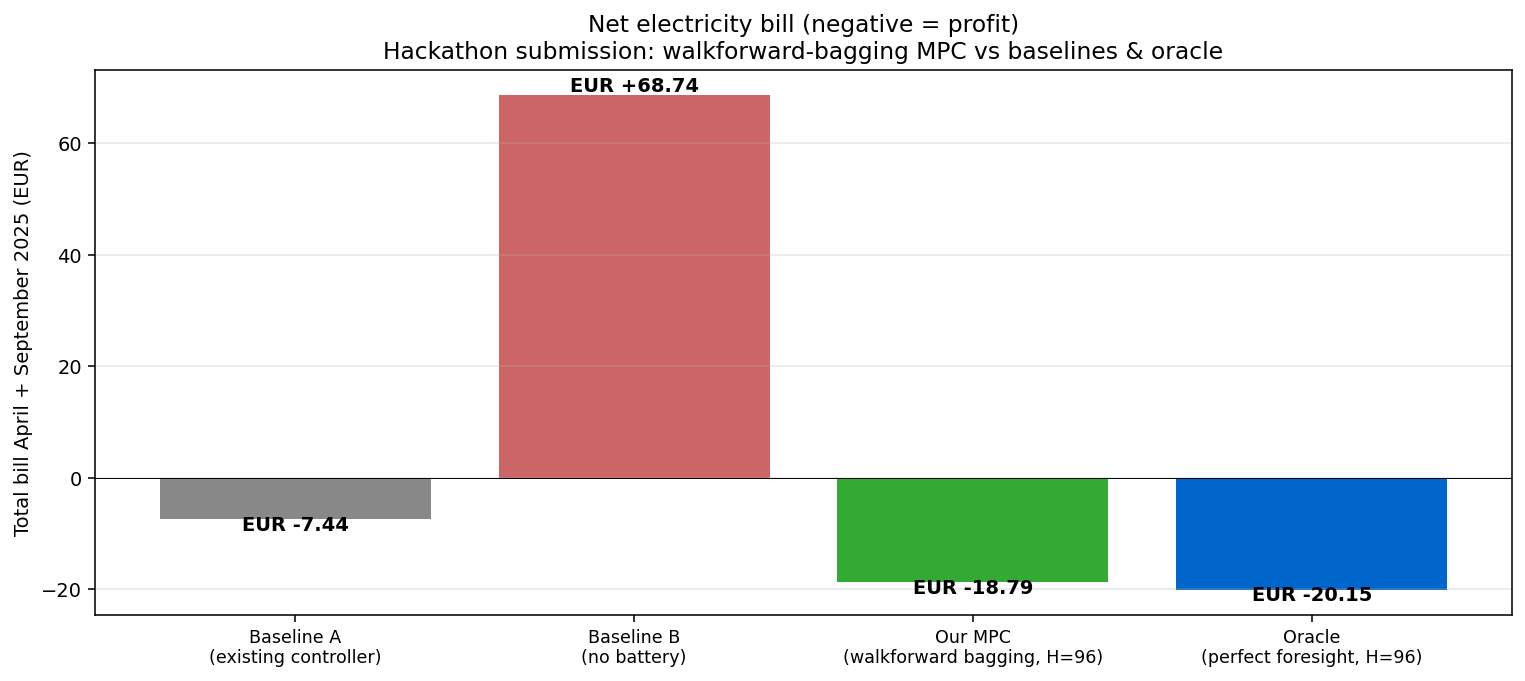 Net electricity bill (negative = profit)
Hackathon submission: walkforward-bagging MPC vs baselines & oracle
Total bill April + September 2025 (EUR)
60
40
20
0
−20
EUR +68.74
EUR -7.44
EUR -18.79
EUR -20.15
Baseline A
(existing controller)
Baseline B
(no battery)
Our MPC
(walkforward bagging, H=96)
Oracle
(perfect foresight, H=96)